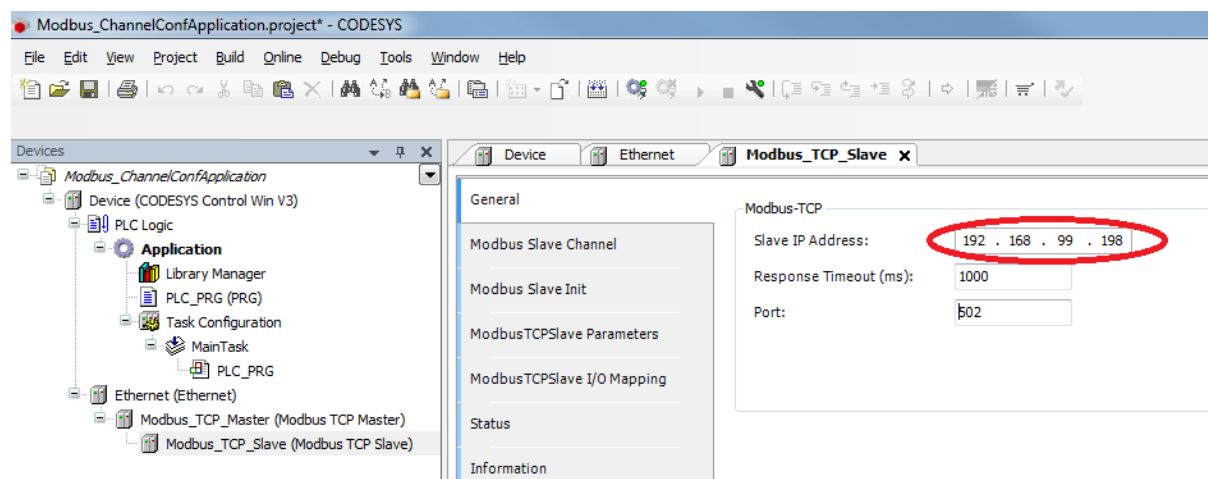 Modbus_ChannelConfApplication.project* - CODESYS
File Edit View Project Build Online Debug Tools Window Help
Devices
Modbus_ChannelConfApplication
Device (CODESYS Control Win V3)
PLC Logic
Application
Library Manager
PLC_PRG (PRG)
Task Configuration
MainTask
PLC_PRG
Ethernet (Ethernet)
Modbus_TCP_Master (Modbus TCP Master)
Modbus_TCP_Slave (Modbus TCP Slave)
Device Ethernet Modbus_TCP_Slave x
General
Modbus Slave Channel
Modbus Slave Init
ModbusTCPSlave Parameters
ModbusTCPSlave I/O Mapping
Status
Information
Modbus-TCP
Slave IP Address: 192 . 168 . 99 . 198
Response Timeout (ms): 1000
Port: 502